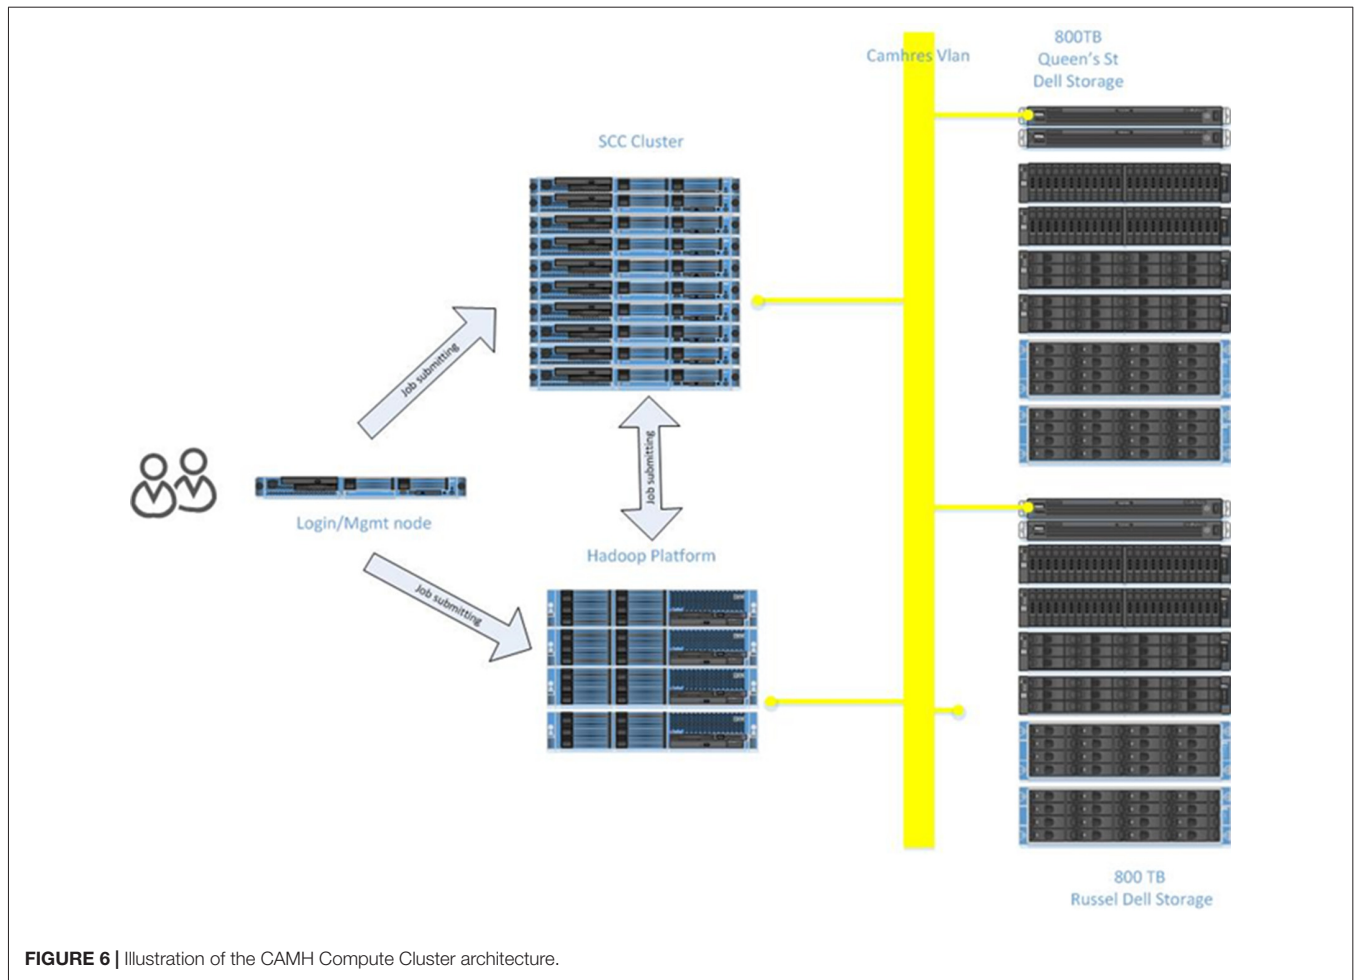 800TB
Queen's St
Dell Storage
Camhres Vlan
SCC Cluster
Job submitting
Job submitting
Login/Mgmt node
Hadoop Platform
Job submitting
800 TB
Russel Dell Storage
FIGURE 6 | Illustration of the CAMH Compute Cluster architecture.